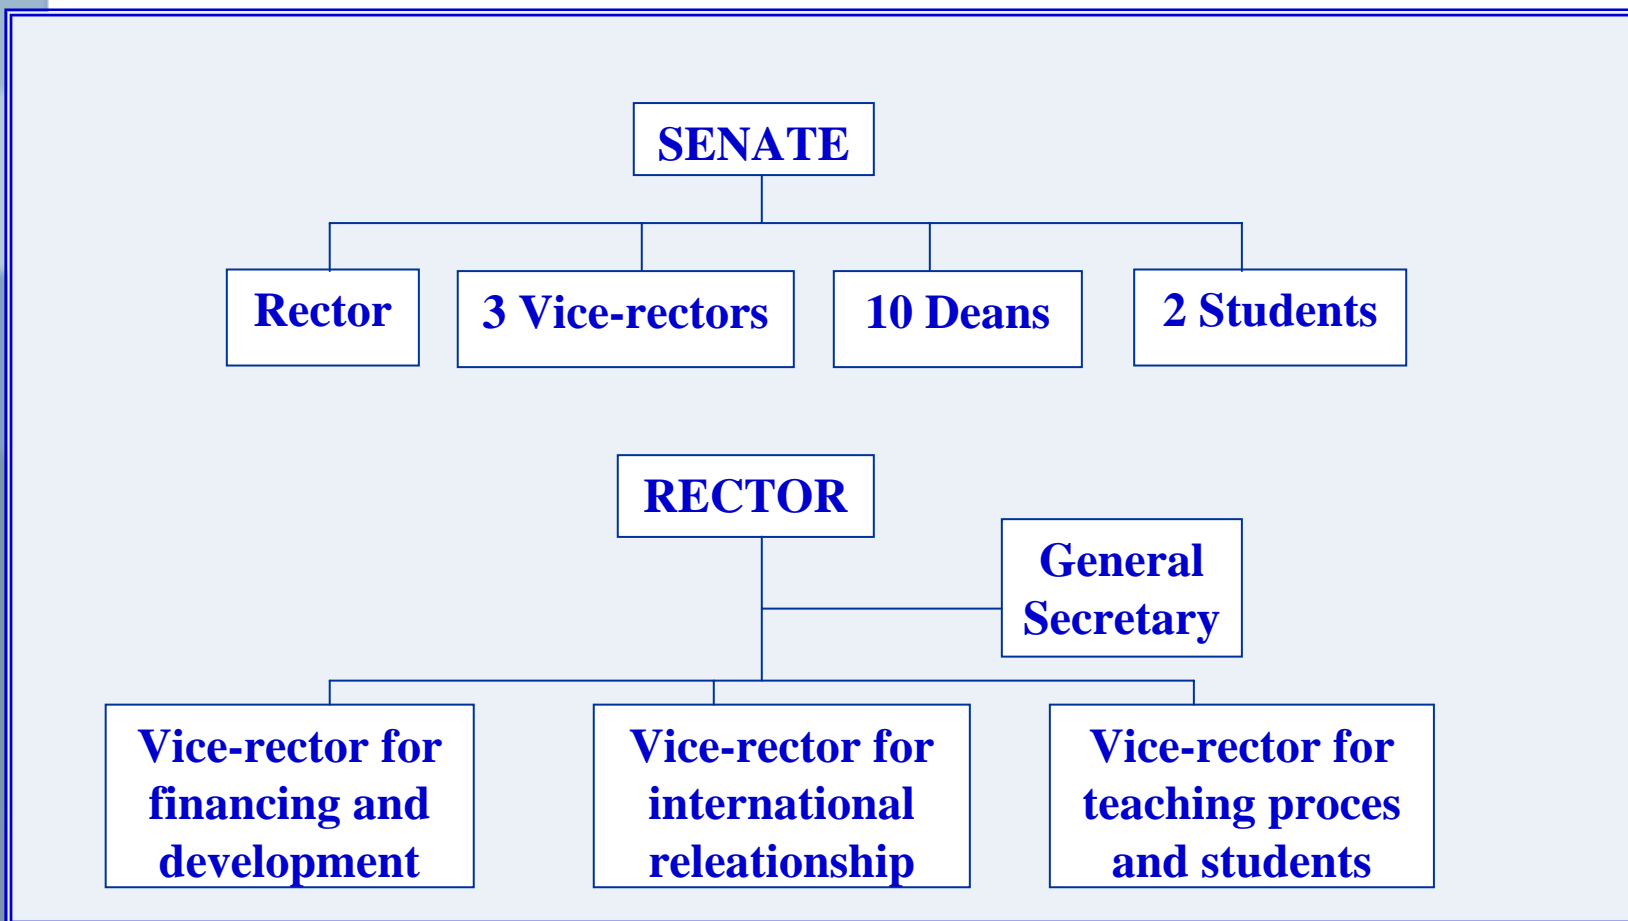 SENATE
Rector
3 Vice-rectors
10 Deans
2 Students
RECTOR
General
Secretary
Vice-rector for
financing and
development
Vice-rector for
international
releationship
Vice-rector for
teaching proces
and students